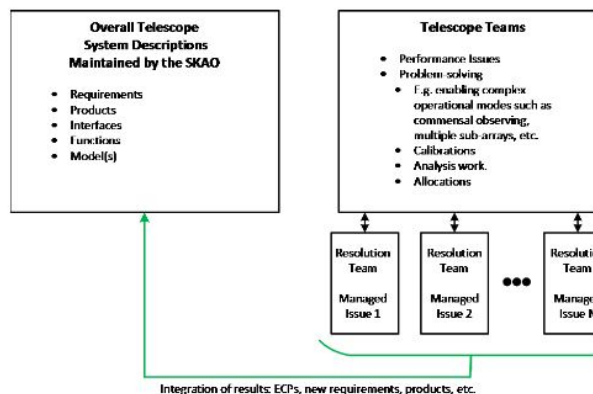 Overall Telescope
System Descriptions
Maintained by the SKAO
• Requirements
• Products
• Interfaces
• Functions
• Model(s)
Telescope Teams
• Performance Issues
• Problem-solving
• E.g. enabling complex
operational modes such as
commensal observing,
multiple sub-arrays, etc.
• Calibrations
• Analysis work.
• Allocations
Resolution
Team
Managed
Issue 1
Resolution
Team
Managed
Issue 2
Resolutio
Team
Manage
Issue N
Integration of results: ECPs, new requirements, products, etc.